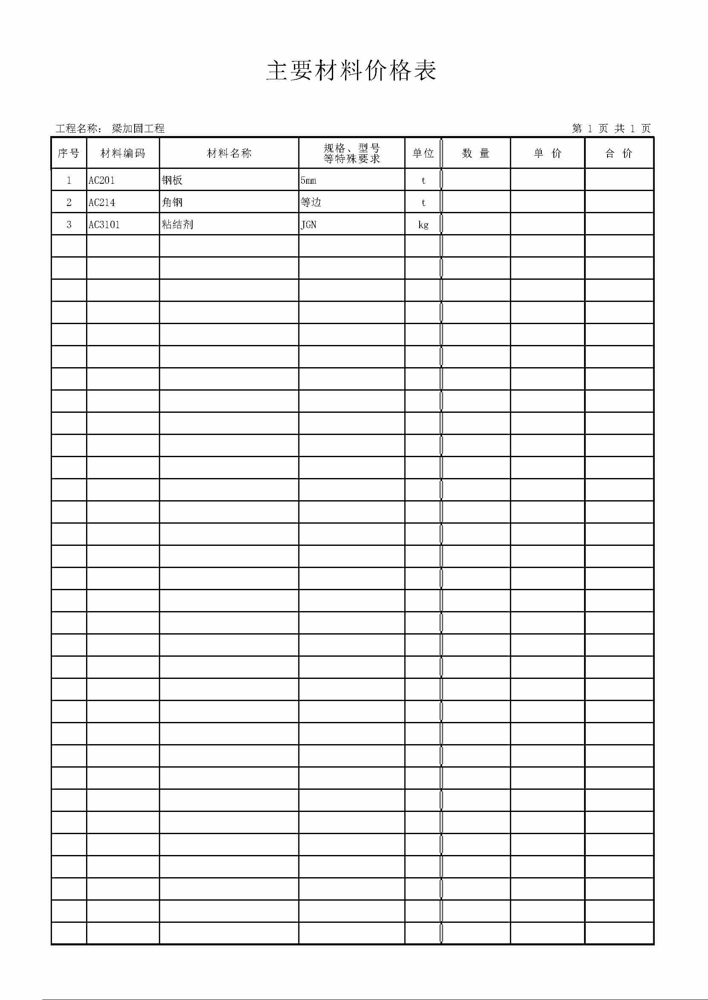 主要材料价格表
工程名称： 梁加固工程 第 1 页 共 1 页
序号 材料编码 材料名称 规格、型号 等特殊要求 单位 数 量 单 价 合 价
1 AC201 钢板 5mm t
2 AC214 角钢 等边 t
3 AC3101 粘结剂 JGN kg